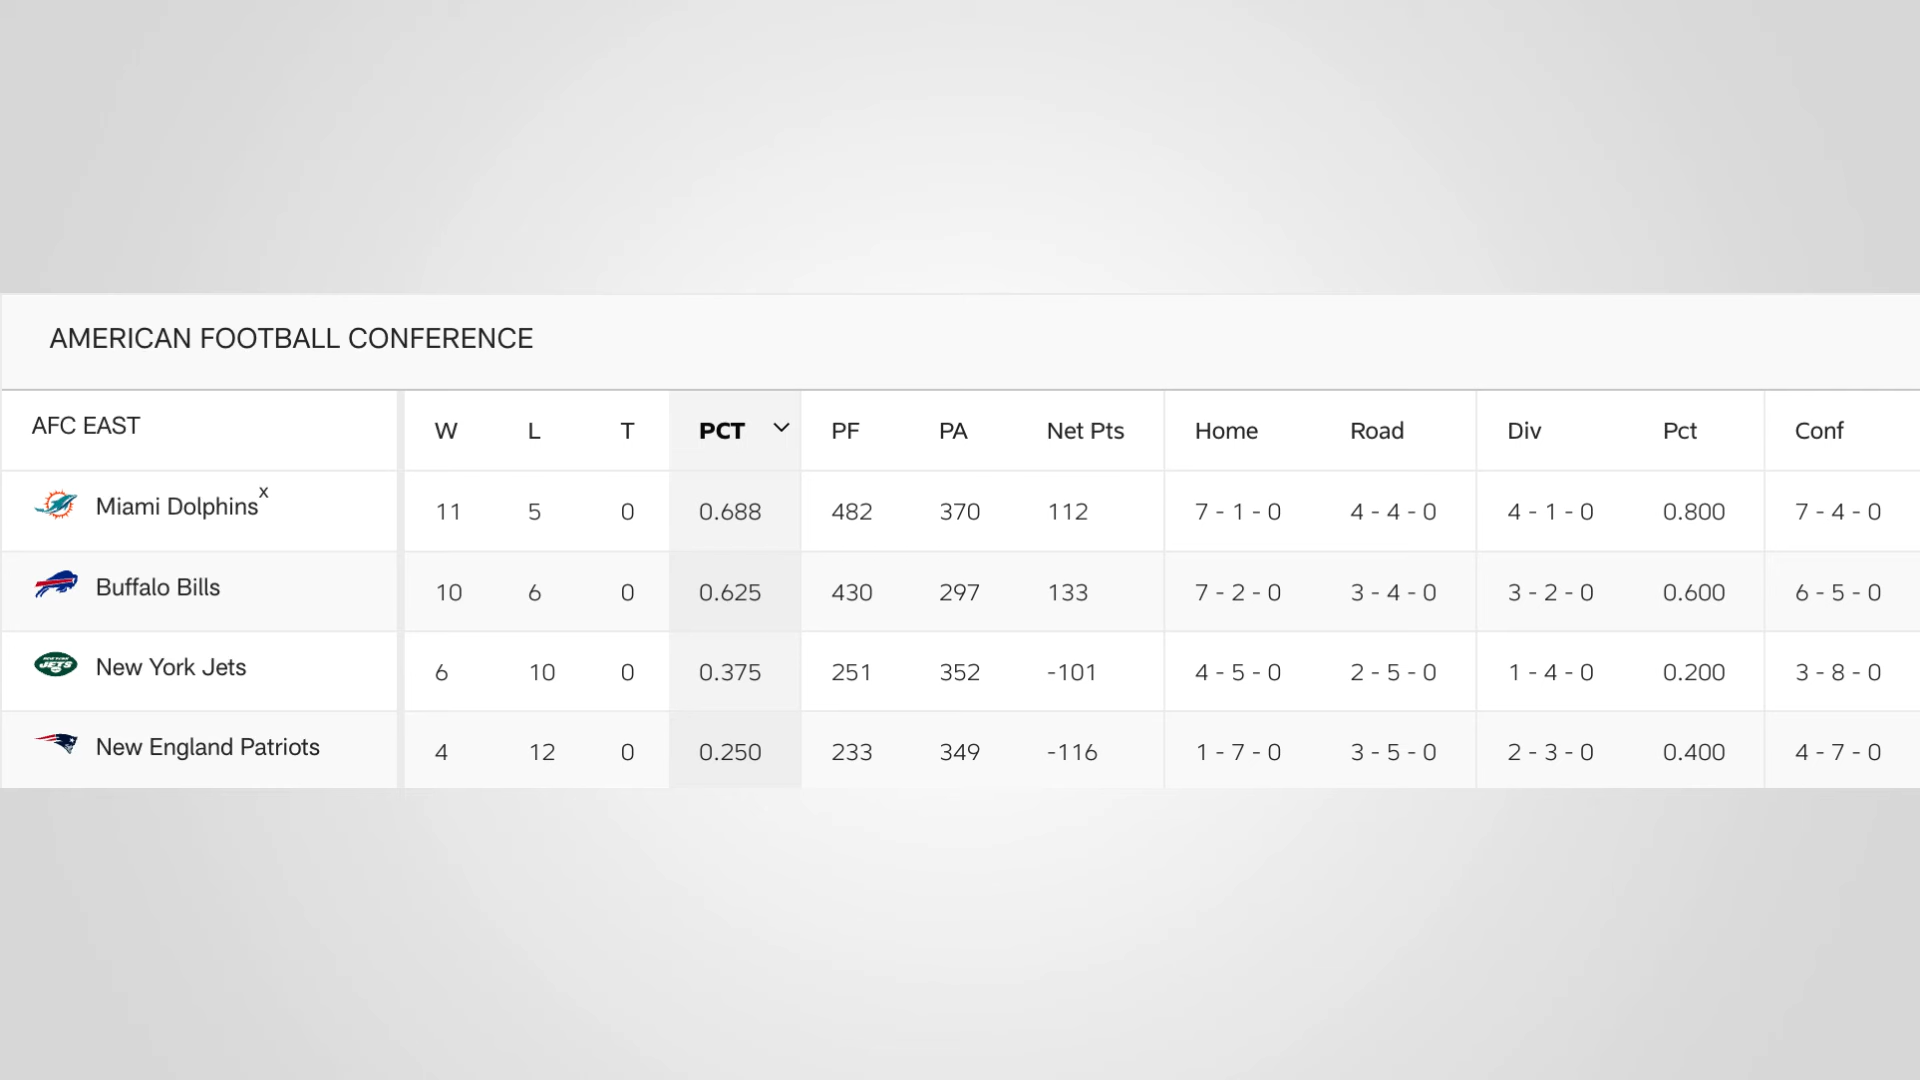 AMERICAN FOOTBALL CONFERENCE
AFC EAST W L T PCT PF PA Net Pts Home Road Div Pct Conf
Miami Dolphins x 11 5 0 0.688 482 370 112 7 - 1 - 0 4 - 4 - 0 4 - 1 - 0 0.800 7 - 4 - 0
Buffalo Bills 10 6 0 0.625 430 297 133 7 - 2 - 0 3 - 4 - 0 3 - 2 - 0 0.600 6 - 5 - 0
JETS New York Jets 6 10 0 0.375 251 352 -101 4 - 5 - 0 2 - 5 - 0 1 - 4 - 0 0.200 3 - 8 - 0
New England Patriots 4 12 0 0.250 233 349 -116 1 - 7 - 0 3 - 5 - 0 2 - 3 - 0 0.400 4 - 7 - 0